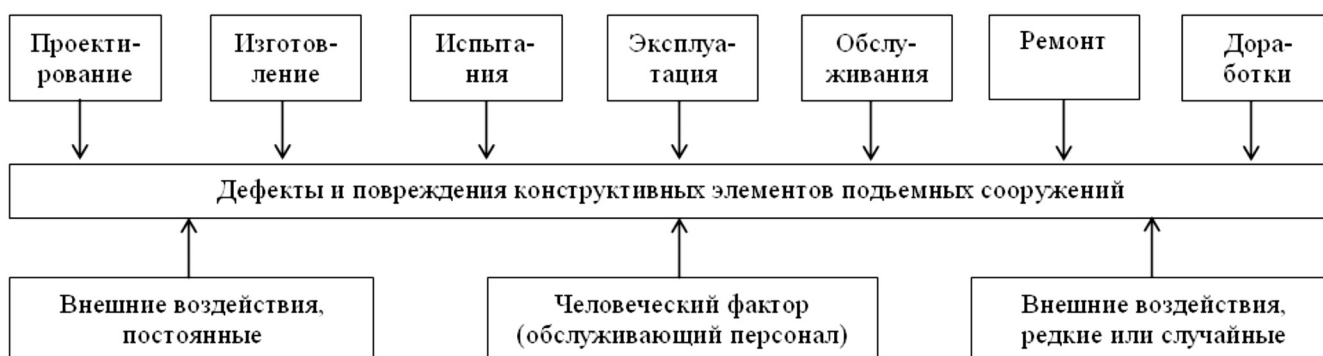 Проекти-
рование
Изготов-
ление
Испыта-
ния
Эксплуа-
тация
Обслу-
живания
Ремонт
Дора-
ботки
Дефекты и повреждения конструктивных элементов подьемных сооружений
Внешние воздействия,
постоянные
Человеческий фактор
(обслуживающий персонал)
Внешние воздействия,
редкие или случайные